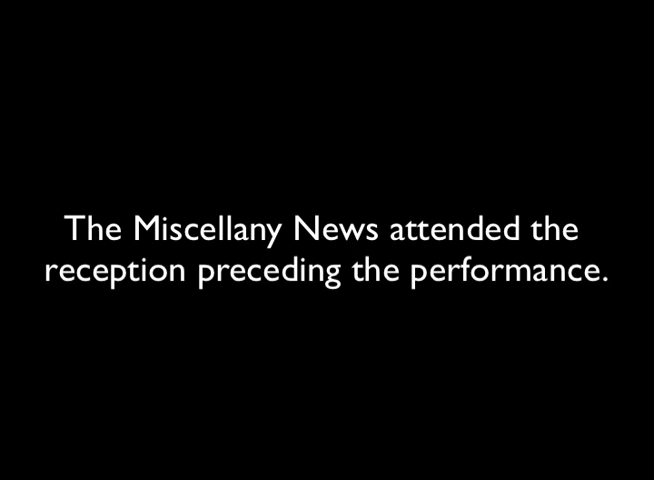 The Miscellany News attended the
reception preceding the performance.